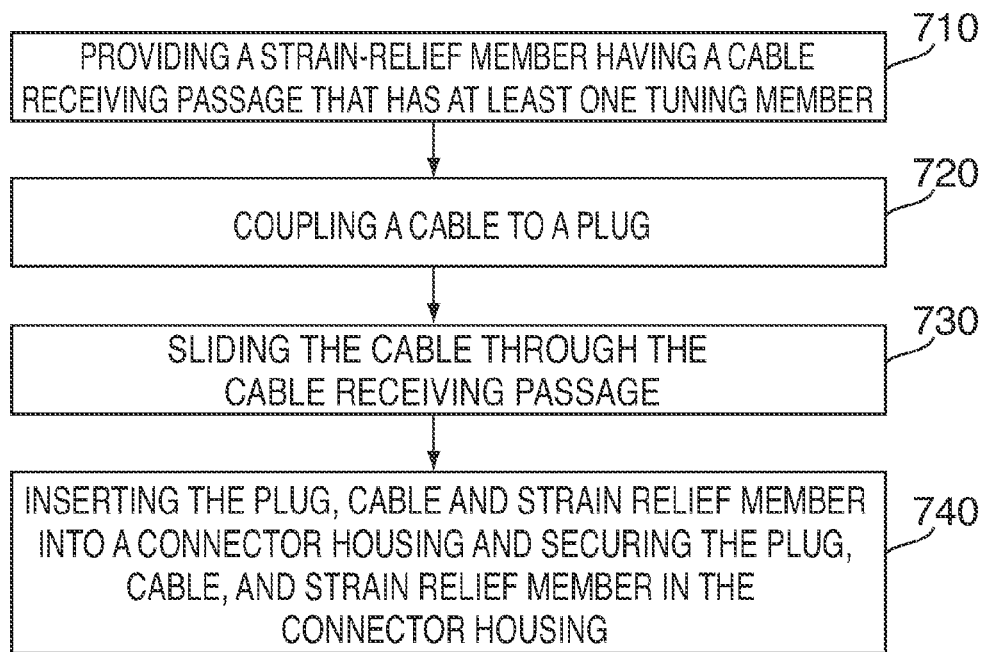 710
PROVIDING A STRAIN-RELIEF MEMBER HAVING A CABLE
RECEIVING PASSAGE THAT HAS AT LEAST ONE TUNING MEMBER
720
COUPLING A CABLE TO A PLUG
730
SLIDING THE CABLE THROUGH THE
CABLE RECEIVING PASSAGE
740
INSERTING THE PLUG, CABLE AND STRAIN RELIEF MEMBER
INTO A CONNECTOR HOUSING AND SECURING THE PLUG,
CABLE, AND STRAIN RELIEF MEMBER IN THE
CONNECTOR HOUSING